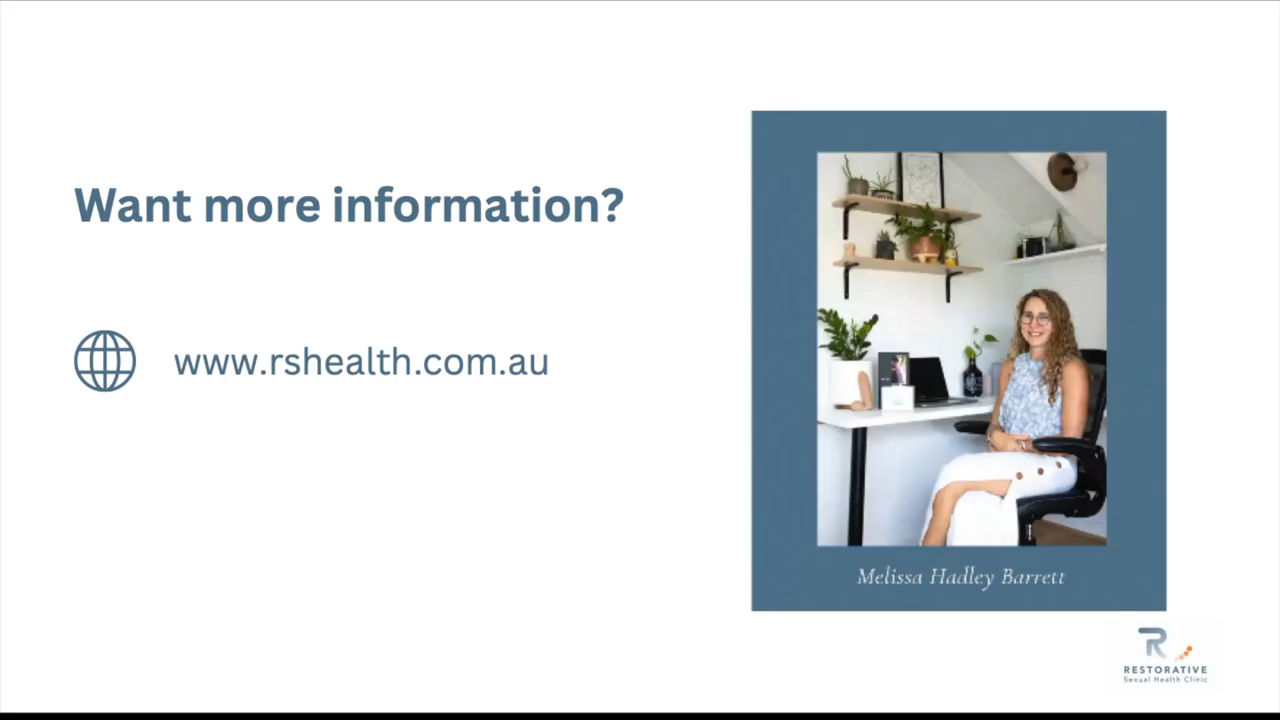 Want more information?
www.rshealth.com.au
Melissa Hadley Barrett
R
RESTORATIVE
Sexual Health Clinic